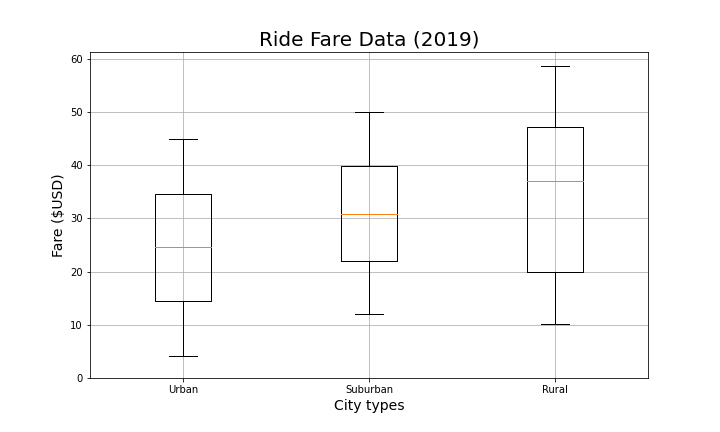 Ride Fare Data (2019)
Fare ($USD)
60
50
40
30
20
10
0
Urban
Suburban
Rural
City types